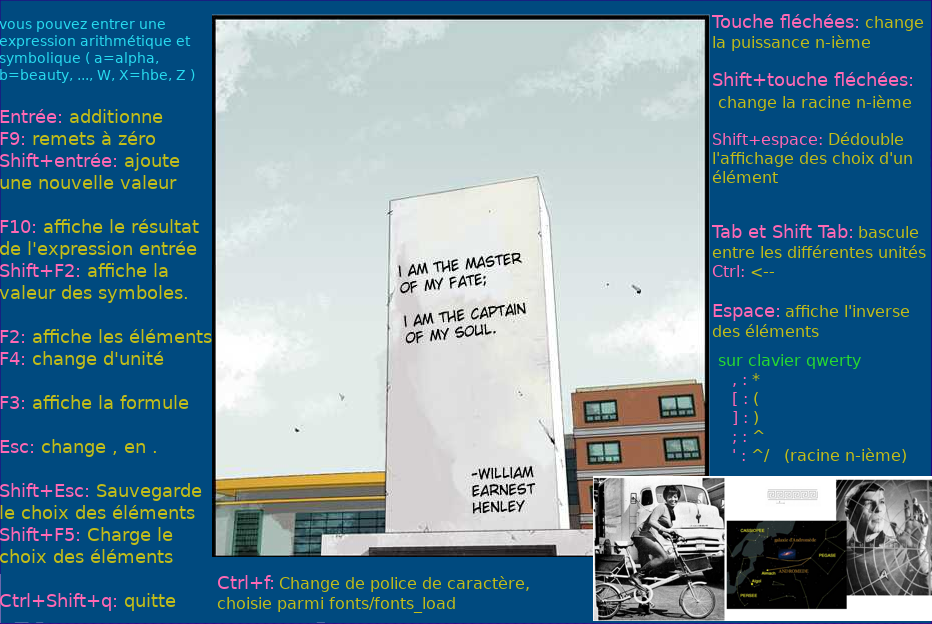 vous pouvez entrer une
expression arithmétique et
symbolique ( a=alpha,
b=beauty, ..., W, X=hbe, Z )
Entrée: additionne
F9: remets à zéro
Shift+entrée: ajoute
une nouvelle valeur
F10: affiche le résultat
de l'expression entrée
Shift+F2: affiche la
valeur des symboles.
F2: affiche les éléments
F4: change d'unité
F3: affiche la formule
Esc: change , en .
Shift+Esc: Sauvegarde
le choix des éléments
Shift+F5: Charge le
choix des éléments
Ctrl+Shift+q: quitte
I AM THE MASTER
OF MY FATE;
I AM THE CAPTAIN
OF MY SOUL.
-WILLIAM
EARNEST
HENLEY
Ctrl+f: Change de police de caractère,
choisie parmi fonts/fonts_load
Touche fléchées: change
la puissance n-ième
Shift+touche fléchées:
change la racine n-ième
Shift+espace: Dédouble
l'affichage des choix d'un
élément
Tab et Shift Tab: bascule
entre les différentes unités
Ctrl: <--
Espace: affiche l'inverse
des éléments
sur clavier qwerty
, : *
[ : (
] : )
; : ^
' : ^/ (racine n-ième)
CASSIOPEE
galaxie d'Andromède
PEGASE
Almach
ANDROMEDE
Algol
PERSEE